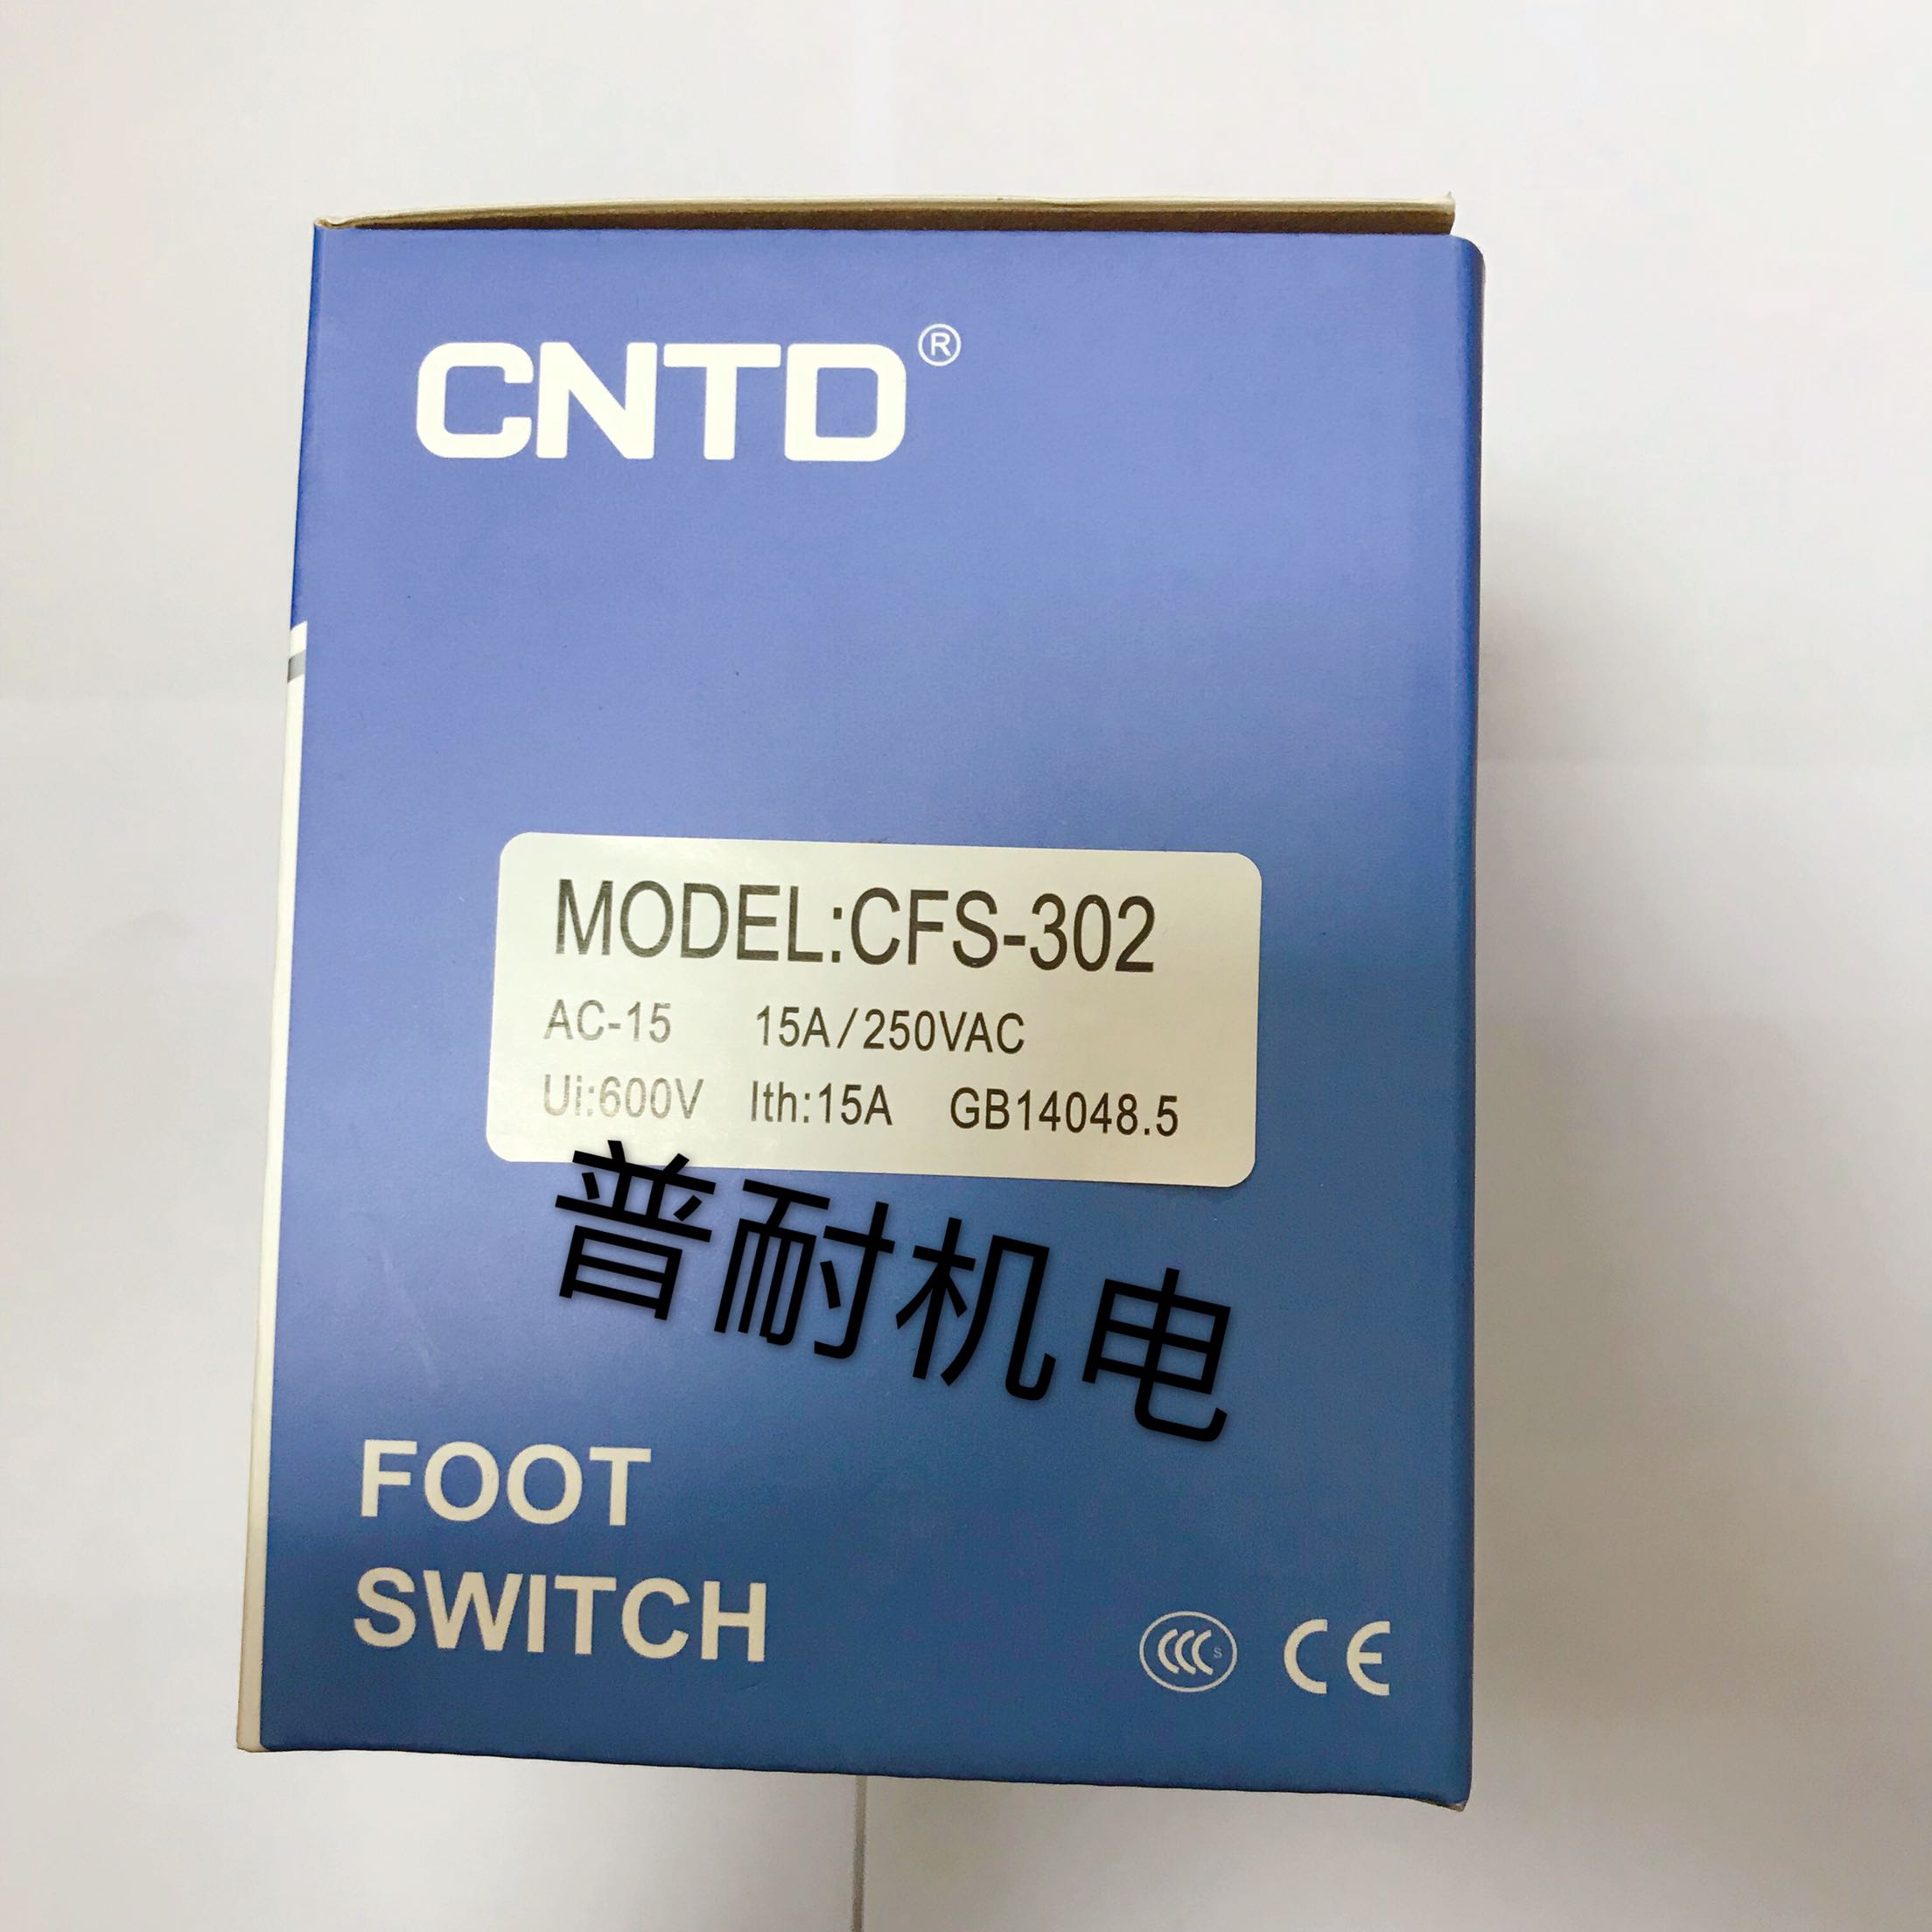 CNTD®
MODEL:CFS-302
AC-15 15A/250VAC
Ui:600V Ith:15A GB14048.5
普耐机电
FOOT
SWITCH
CCC S CE